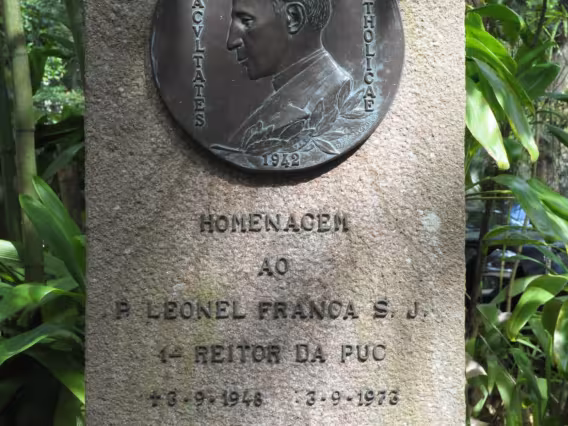 ACVLTATES
THOLICAE
1942
HOMENAGEM
AO
P. LEONEL FRANCA S. J.
1º REITOR DA PUC
✝ 3-9-1948 3-9-1973